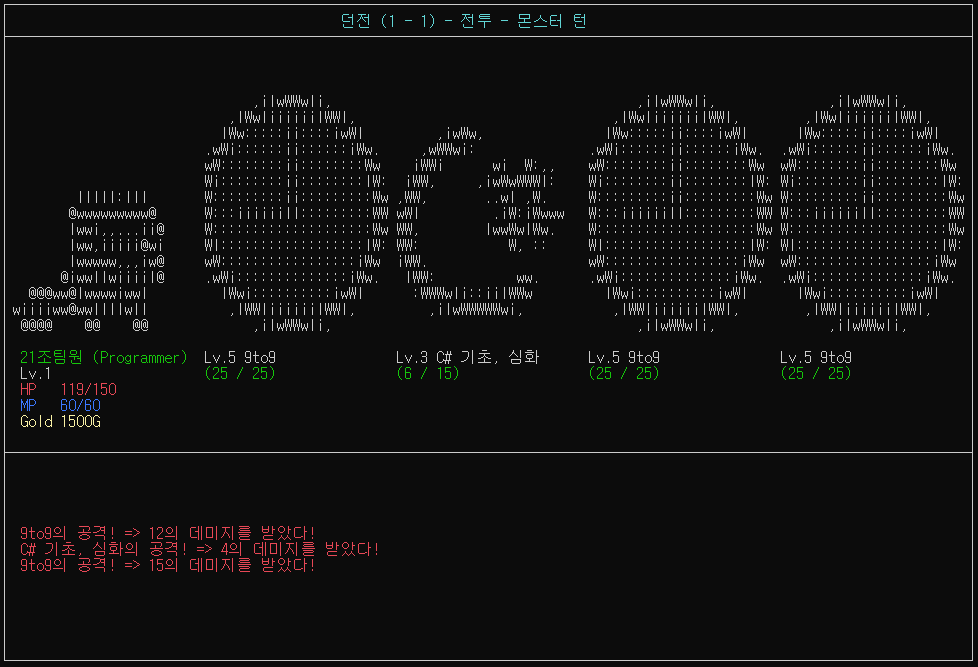 던전 (1 - 1) - 전투 - 몬스터 턴
21조팀원 (Programmer)
Lv.1
HP 119/150
MP 60/60
Gold 1500G
Lv.5 9to9
(25 / 25)
Lv.3 C# 기초, 심화
(6 / 15)
Lv.5 9to9
(25 / 25)
Lv.5 9to9
(25 / 25)
9to9의 공격! => 12의 데미지를 받았다!
C# 기초, 심화의 공격! => 4의 데미지를 받았다!
9to9의 공격! => 15의 데미지를 받았다!